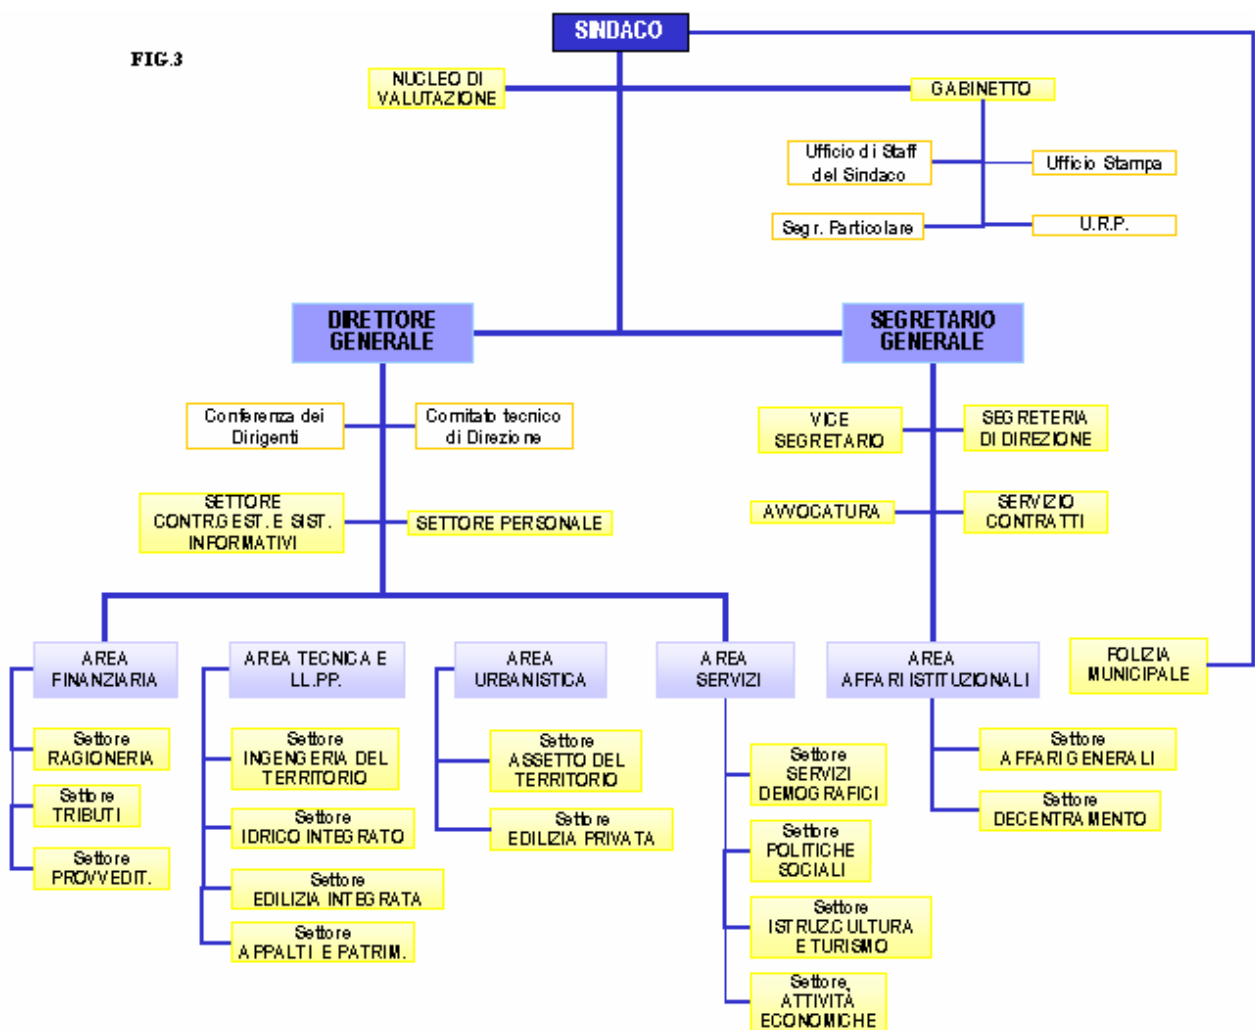 SINDACO
FIG.3
NUCLEO DI
VALUTAZIONE
GABINETTO
Ufficio di Staff
del Sindaco
Ufficio Stampa
Segr. Particolare
U.R.P.
DIRETTORE
GENERALE
SEGRETARIO
GENERALE
Conferenza dei
Dirigenti
Comitato tecnico
di Direzione
VICE
SEGRETARIO
SEGRETERIA
DI DIREZIONE
SETTORE
CONTR.GEST. E SIST.
INFORMATIVI
SETTORE PERSONALE
AVVOCATURA
SERVIZIO
CONTRATTI
AREA
FINANZIARIA
AREA TECNICA E
LL.PP.
AREA
URBANISTICA
AREA
SERVIZI
AREA
AFFARI ISTITUZIONALI
POLIZIA
MUNICIPALE
Settore
RAGIONERIA
Settore
TRIBUTI
Settore
PROVVEDIT.
Settore
INGENGERIA DEL
TERRITORIO
Settore
IDRICO INTEGRATO
Settore
EDILIZIA INTEGRATA
Settore
APPALTI E PATRIM.
Settore
ASSETTO DEL
TERRITORIO
Settore
EDILIZIA PRIVATA
Settore
SERVIZI
DEMOGRAFICI
Settore
POLITICHE
SOCIALI
Settore
ISTRUZ.CULTURA
E TURISMO
Settore
ATTIVITÀ
ECONOMICHE
Settore
AFFARI GENERALI
Settore
DECENTRAMENTO